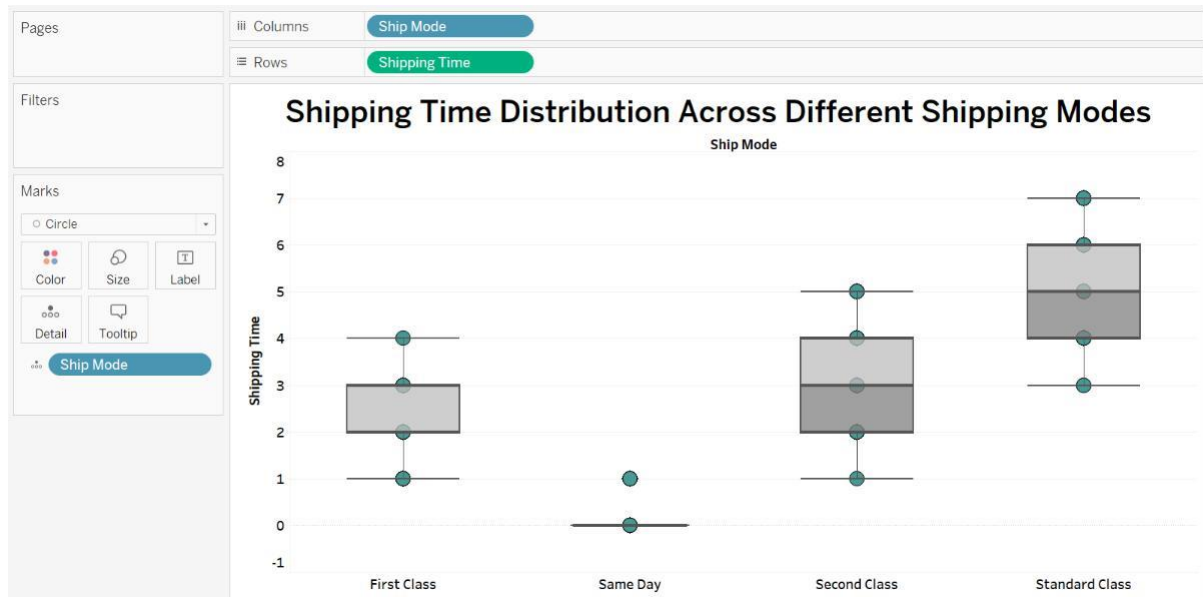 Pages
Columns
Ship Mode
Rows
Shipping Time
Filters
Marks
Circle
Color
Size
T
Label
Detail
Tooltip
Ship Mode
Shipping Time Distribution Across Different Shipping Modes
Ship Mode
Shipping Time
8
7
6
5
4
3
2
1
0
-1
First Class
Same Day
Second Class
Standard Class